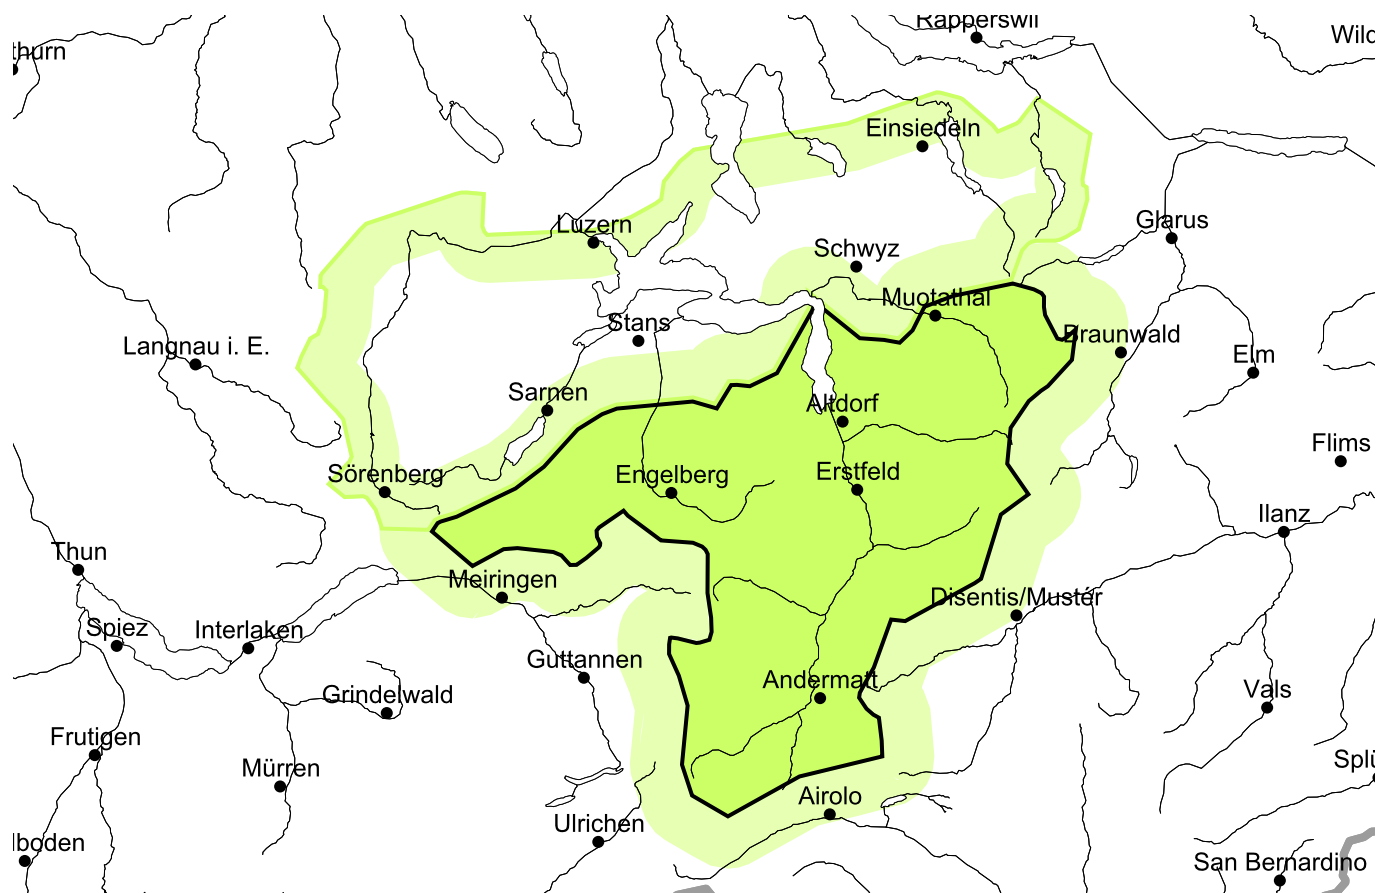 Rapperswil
thurn
Wild
Einsiedeln
Glarus
Luzern
Schwyz
Muotathal
Stans
Braunwald
Langnau i. E.
Elm
Sarnen
Altdorf
Flims
Sörenberg
Engelberg
Erstfeld
Ilanz
Thun
Meiringen
Disentis/Mustér
Spiez
Interlaken
Guttannen
Andermatt
Vals
Grindelwald
Frutigen
Mürren
Splü
Airolo
Ulrichen
lboden
San Bernardino